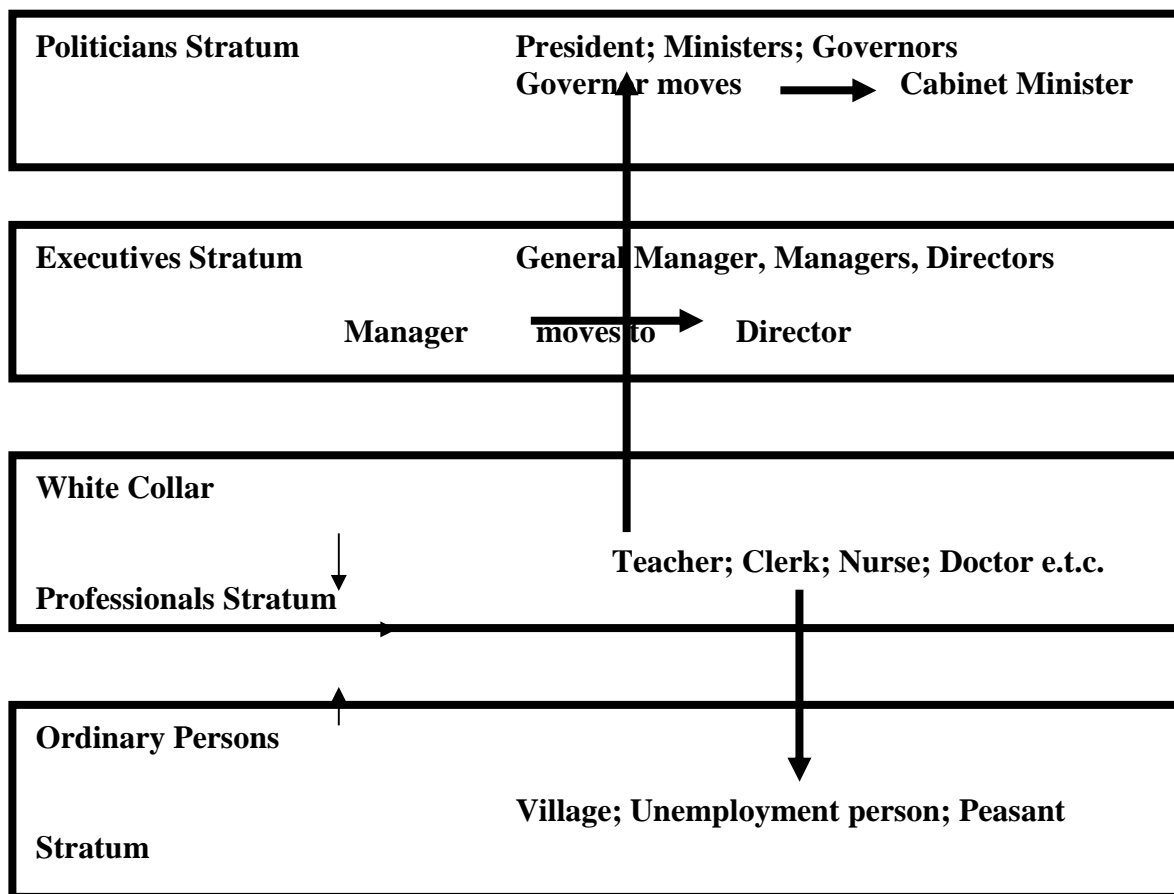 Politicians Stratum President; Ministers; Governors
Governor moves Cabinet Minister
Executives Stratum General Manager, Managers, Directors
Manager moves to Director
White Collar
Teacher; Clerk; Nurse; Doctor e.t.c.
Professionals Stratum
Ordinary Persons
Village; Unemployment person; Peasant
Stratum